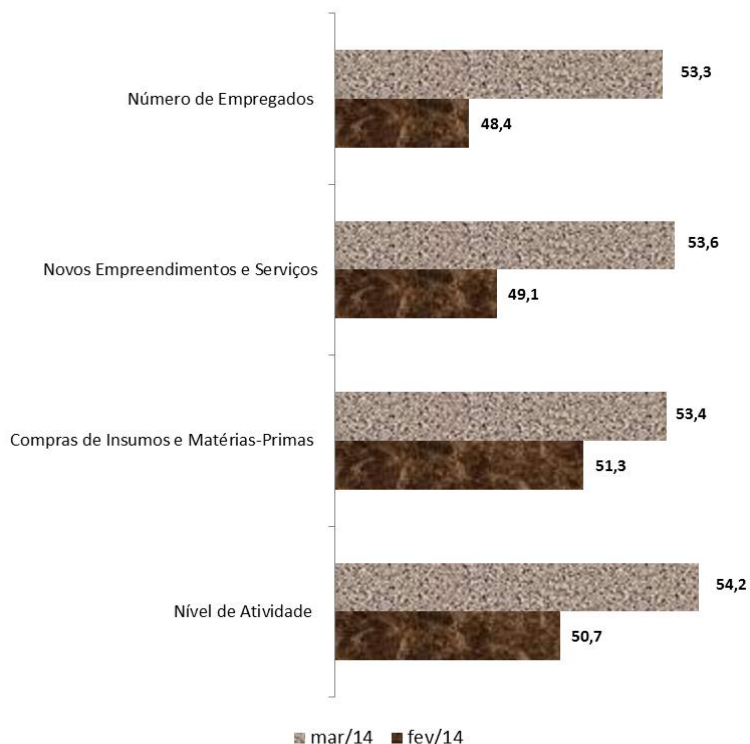 Número de Empregados
53,3
48,4
Novos Empreendimentos e Serviços
53,6
49,1
Compras de Insumos e Matérias-Primas
53,4
51,3
Nível de Atividade
54,2
50,7
mar/14 fev/14